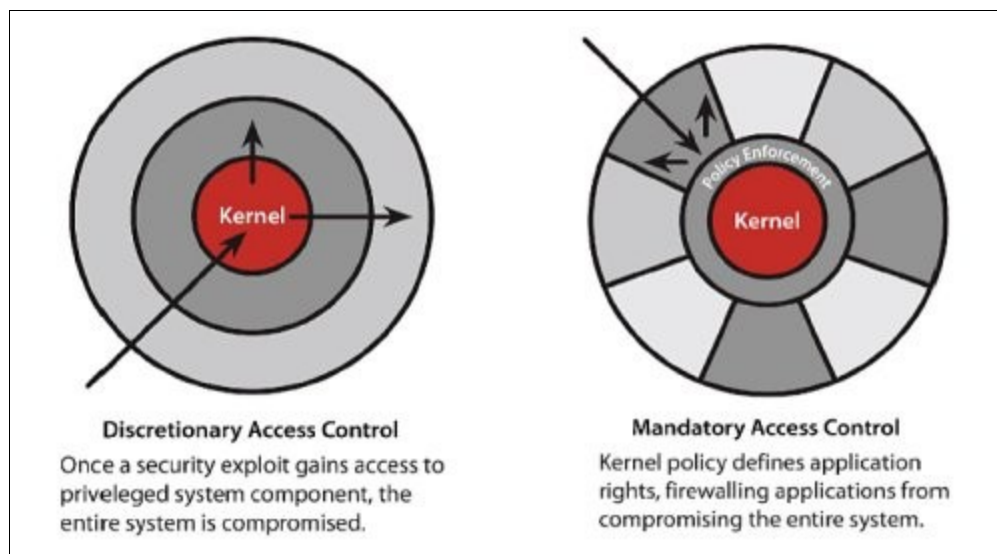 Kernel
Policy Enforcement
Kernel
Discretionary Access Control
Once a security exploit gains access to
priveleged system component, the
entire system is compromised.
Mandatory Access Control
Kernel policy defines application
rights, firewalling applications from
compromising the entire system.